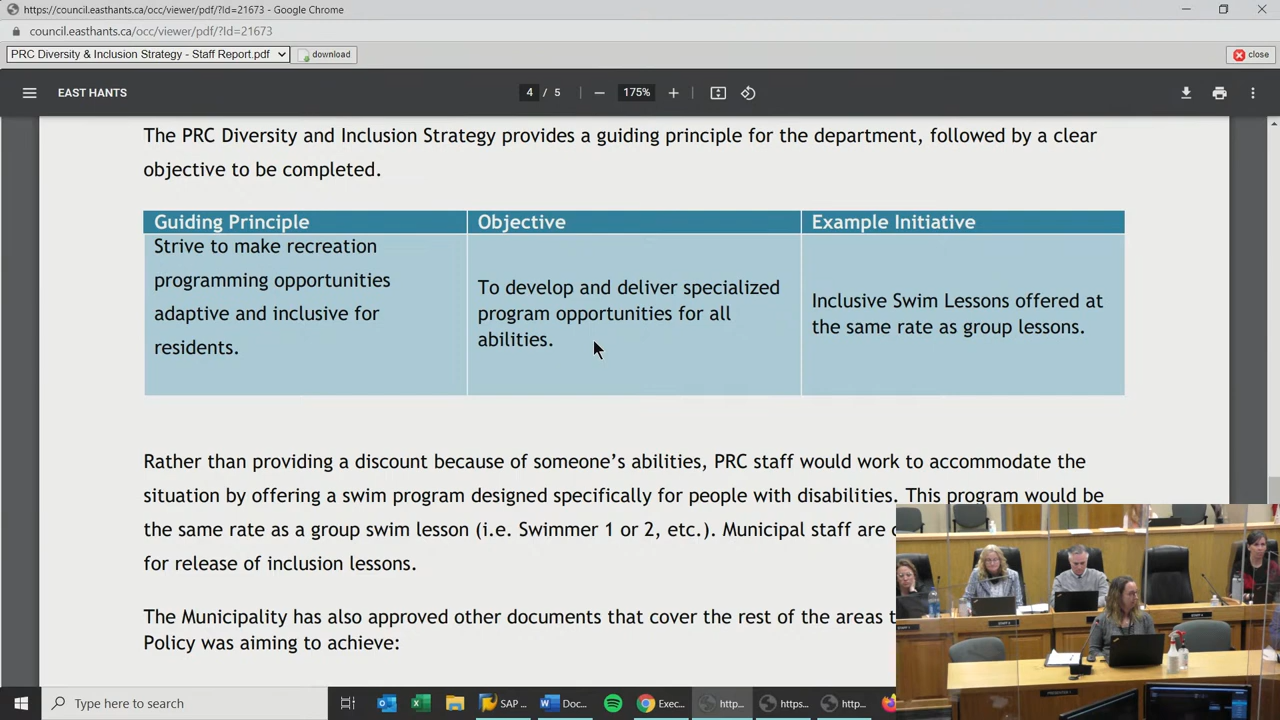 https://council.easthants.ca/occ/viewer/pdf/?Id=21673 - Google Chrome
council.easthants.ca/occ/viewer/pdf/?Id=21673
PRC Diversity & Inclusion Strategy - Staff Report.pdf download close
EAST HANTS 4 / 5 175%
The PRC Diversity and Inclusion Strategy provides a guiding principle for the department, followed by a clear
objective to be completed.
Guiding Principle Objective Example Initiative
Strive to make recreation
programming opportunities
adaptive and inclusive for
residents.
To develop and deliver specialized
program opportunities for all
abilities.
Inclusive Swim Lessons offered at
the same rate as group lessons.
Rather than providing a discount because of someone’s abilities, PRC staff would work to accommodate the
situation by offering a swim program designed specifically for people with disabilities. This program would be
the same rate as a group swim lesson (i.e. Swimmer 1 or 2, etc.). Municipal staff are
for release of inclusion lessons.
The Municipality has also approved other documents that cover the rest of the areas
Policy was aiming to achieve:
Type here to search SAP ... Doc... Exec... http... https... http...